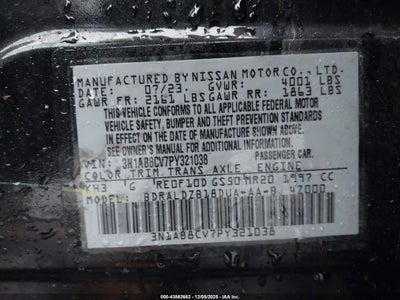 MANUFACTURED BY NISSAN MOTOR CO., LTD.
DATE: 07/23. GVWR: 4001 LBS
GAWR FR: 2161 LBS GAWR RR: 1863 LBS
THIS VEHICLE CONFORMS TO ALL APPLICABLE FEDERAL MOTOR
VEHICLE SAFETY, BUMPER AND THEFT PREVENTION STANDARDS
IN EFFECT ON THE DATE OF MANUFACTURE SHOWN ABOVE.
SEE OWNER'S MANUAL FOR ADDITIONAL INFORMATION.
VIN: 3N1AB8CV7PY321038 PASSENGER CAR.
COLOR TRIM TRANS AXLE ENGINE
KH3 G RE0F10D GS50 MR20 1997 CC
MODEL: BDRALDZB18DUA-AA-B 47000
3N1AB8CV7PY321038
000-43882662 - 12/05/2025 - IAAI.com